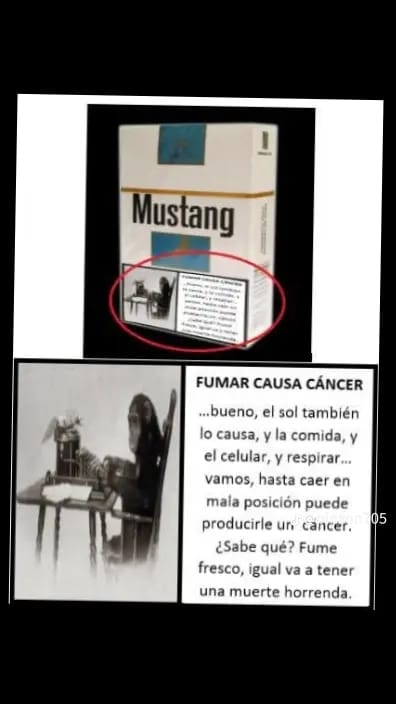 Mustang
FUMAR CAUSA CÁNCER
...bueno, el sol también
lo causa, y la comida, y
el celular, y respirar...
vamos, hasta caer en
mala posición puede
producirle un cáncer.
¿Sabe qué? Fume
fresco, igual va a tener
una muerte horrenda.